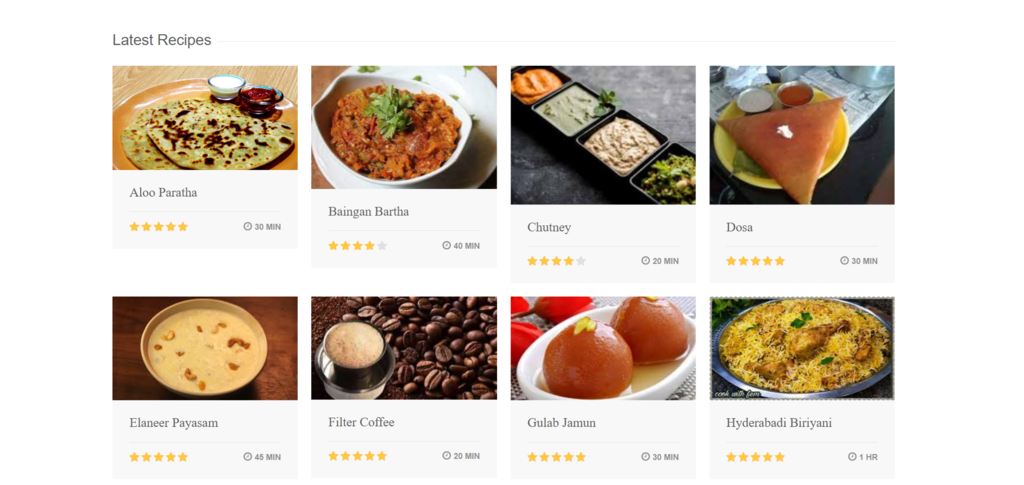 Latest Recipes
Aloo Paratha
30 MIN
Baingan Bartha
40 MIN
Chutney
20 MIN
Dosa
30 MIN
Elaneer Payasam
45 MIN
Filter Coffee
20 MIN
Gulab Jamun
30 MIN
cook with fem
Hyderabadi Biriyani
1 HR